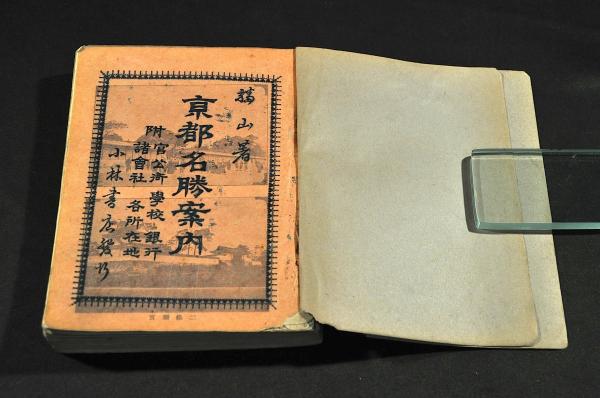 山著
京都名勝案内
附官公衙 學校 銀行
諸會社 各所在地
小林書店發行